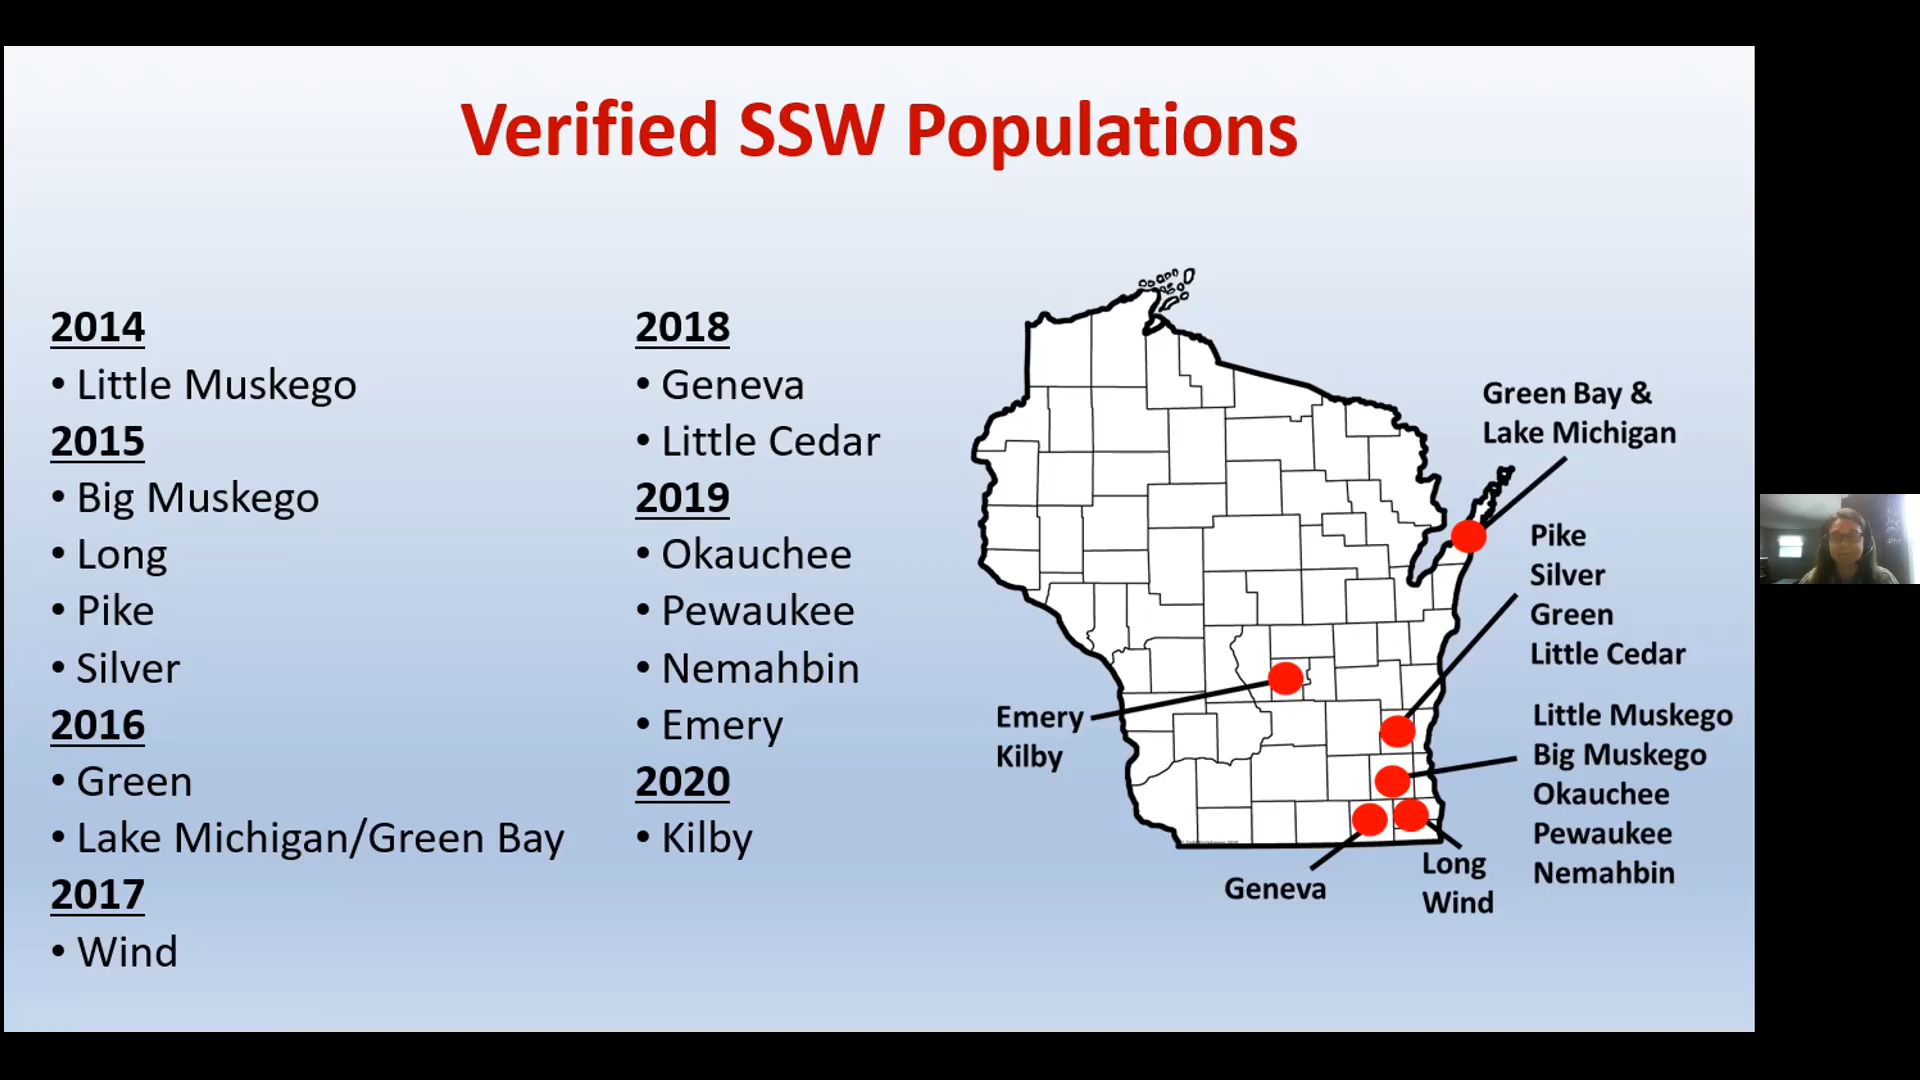 Verified SSW Populations
2014
• Little Muskego
2015
• Big Muskego
• Long
• Pike
• Silver
2016
• Green
• Lake Michigan/Green Bay
2017
• Wind
2018
• Geneva
• Little Cedar
2019
• Okauchee
• Pewaukee
• Nemahbin
• Emery
2020
• Kilby
Green Bay &
Lake Michigan
Pike
Silver
Green
Little Cedar
Emery
Kilby
Little Muskego
Big Muskego
Okauchee
Pewaukee
Nemahbin
Long
Wind
Geneva